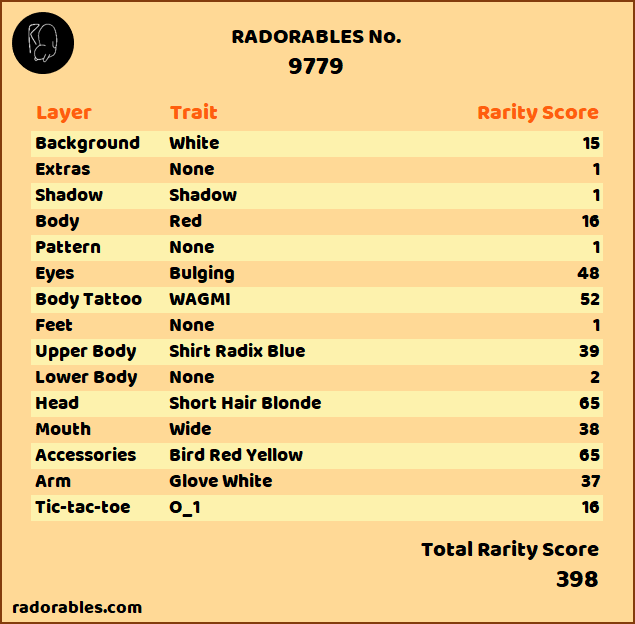 RADORABLES No.
9779
Layer Trait Rarity Score
Background White 15
Extras None 1
Shadow Shadow 1
Body Red 16
Pattern None 1
Eyes Bulging 48
Body Tattoo WAGMI 52
Feet None 1
Upper Body Shirt Radix Blue 39
Lower Body None 2
Head Short Hair Blonde 65
Mouth Wide 38
Accessories Bird Red Yellow 65
Arm Glove White 37
Tic-tac-toe O_1 16
Total Rarity Score
398
radorables.com